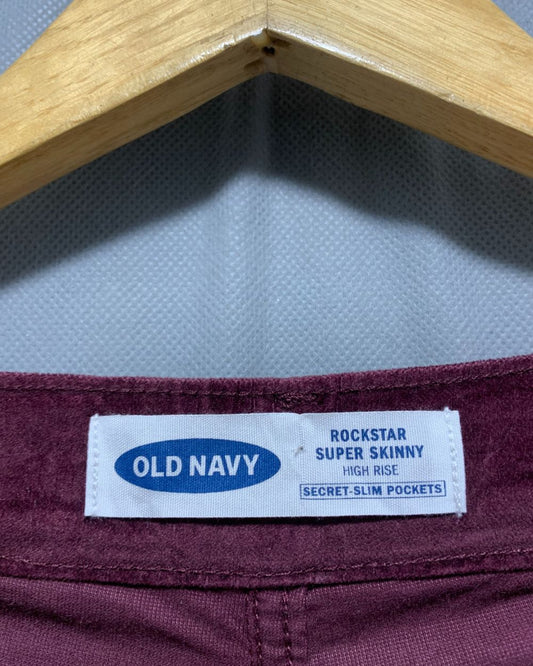 OLD NAVY
ROCKSTAR
SUPER SKINNY
HIGH RISE
SECRET-SLIM POCKETS